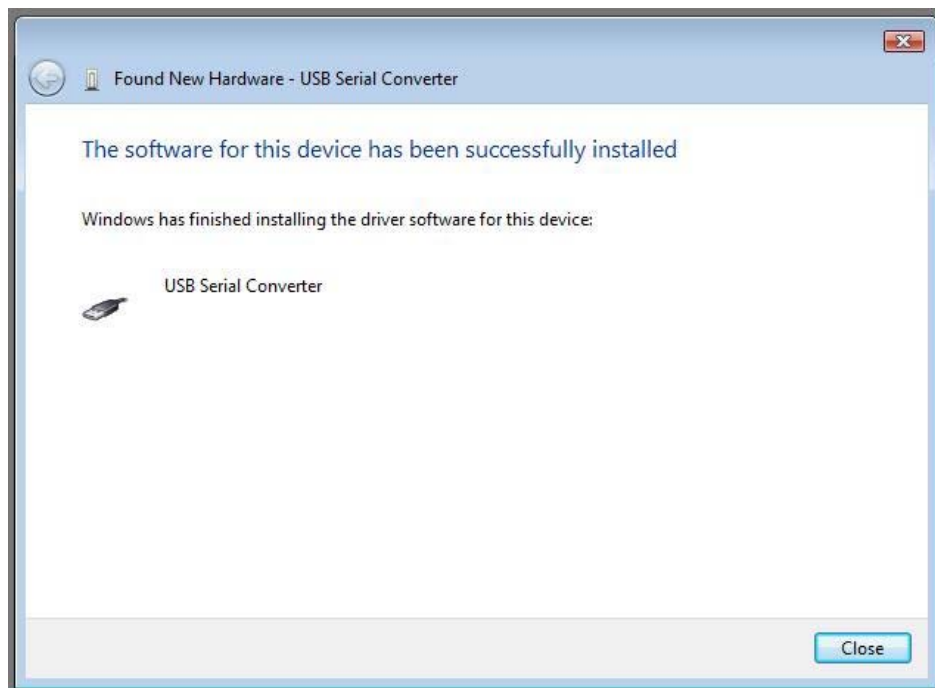 Found New Hardware - USB Serial Converter
The software for this device has been successfully installed
Windows has finished installing the driver software for this device:
USB Serial Converter
Close